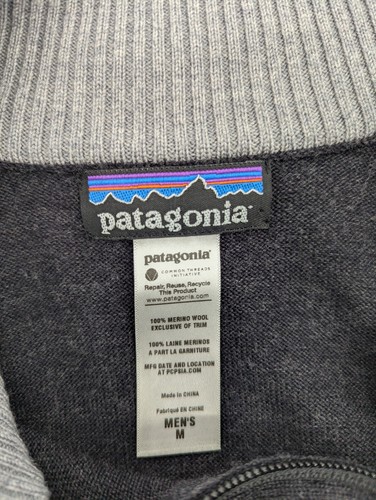 patagonia
patagonia
COMMON THREADS
INITIATIVE
Repair, Reuse, Recycle
This Product
www.patagonia.com
100% MERINO WOOL
EXCLUSIVE OF TRIM
100% LAINE MERINOS
A PART LA GARNITURE
MFG DATE AND LOCATION
AT PCPSIA.COM
Made in CHINA
Fabriqué EN CHINE
MEN'S
M